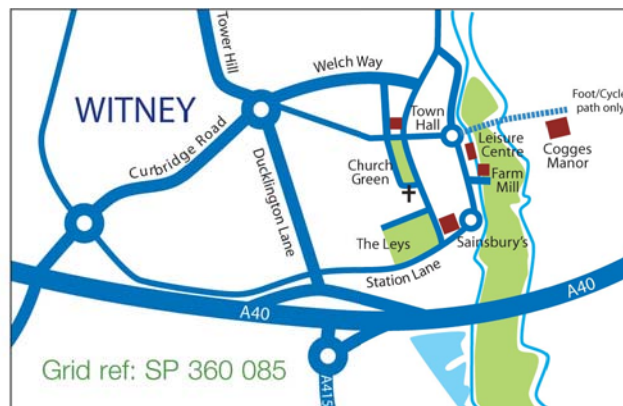 Tower Hill
Welch Way
WITNEY
Town
Hall
Foot/Cycle
path only
Curbridge Road
Leisure
Centre
Cogges
Manor
Church
Green
Farm
Mill
Ducklington Lane
The Leys
Sainsbury's
Station Lane
A40
A40
Grid ref: SP 360 085
A415